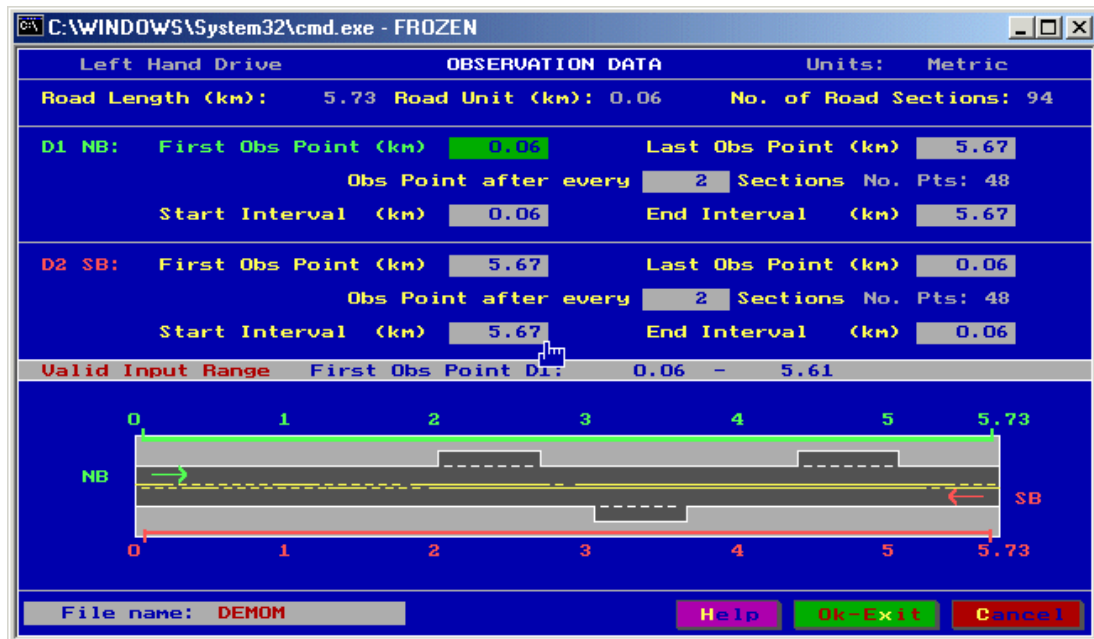 C:\WINDOWS\System32\cmd.exe - FROZEN
Left Hand Drive OBSERVATION DATA Units: Metric
Road Length (km): 5.73 Road Unit (km): 0.06 No. of Road Sections: 94
D1 NB: First Obs Point (km) 0.06 Last Obs Point (km) 5.67
Obs Point after every 2 Sections No. Pts: 48
Start Interval (km) 0.06 End Interval (km) 5.67
D2 SB: First Obs Point (km) 5.67 Last Obs Point (km) 0.06
Obs Point after every 2 Sections No. Pts: 48
Start Interval (km) 5.67 End Interval (km) 0.06
Valid Input Range First Obs Point D1: 0.06 - 5.61
0 1 2 3 4 5 5.73
NB
SB
0 1 2 3 4 5 5.73
File name: DEMOM Help Ok-Exit Cancel